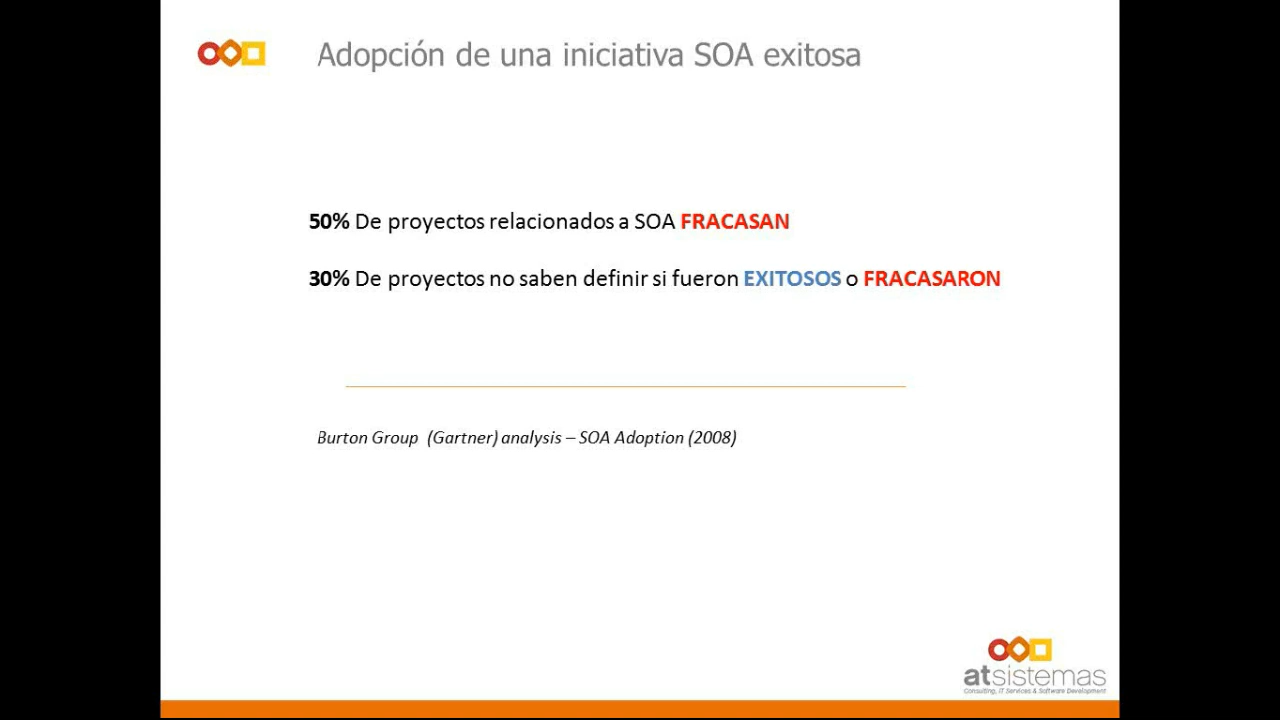 Adopción de una iniciativa SOA exitosa
50% De proyectos relacionados a SOA FRACASAN
30% De proyectos no saben definir si fueron EXITOSOS o FRACASARON
Burton Group (Gartner) analysis – SOA Adoption (2008)
atsistemas
Consulting, IT Services & Software Development